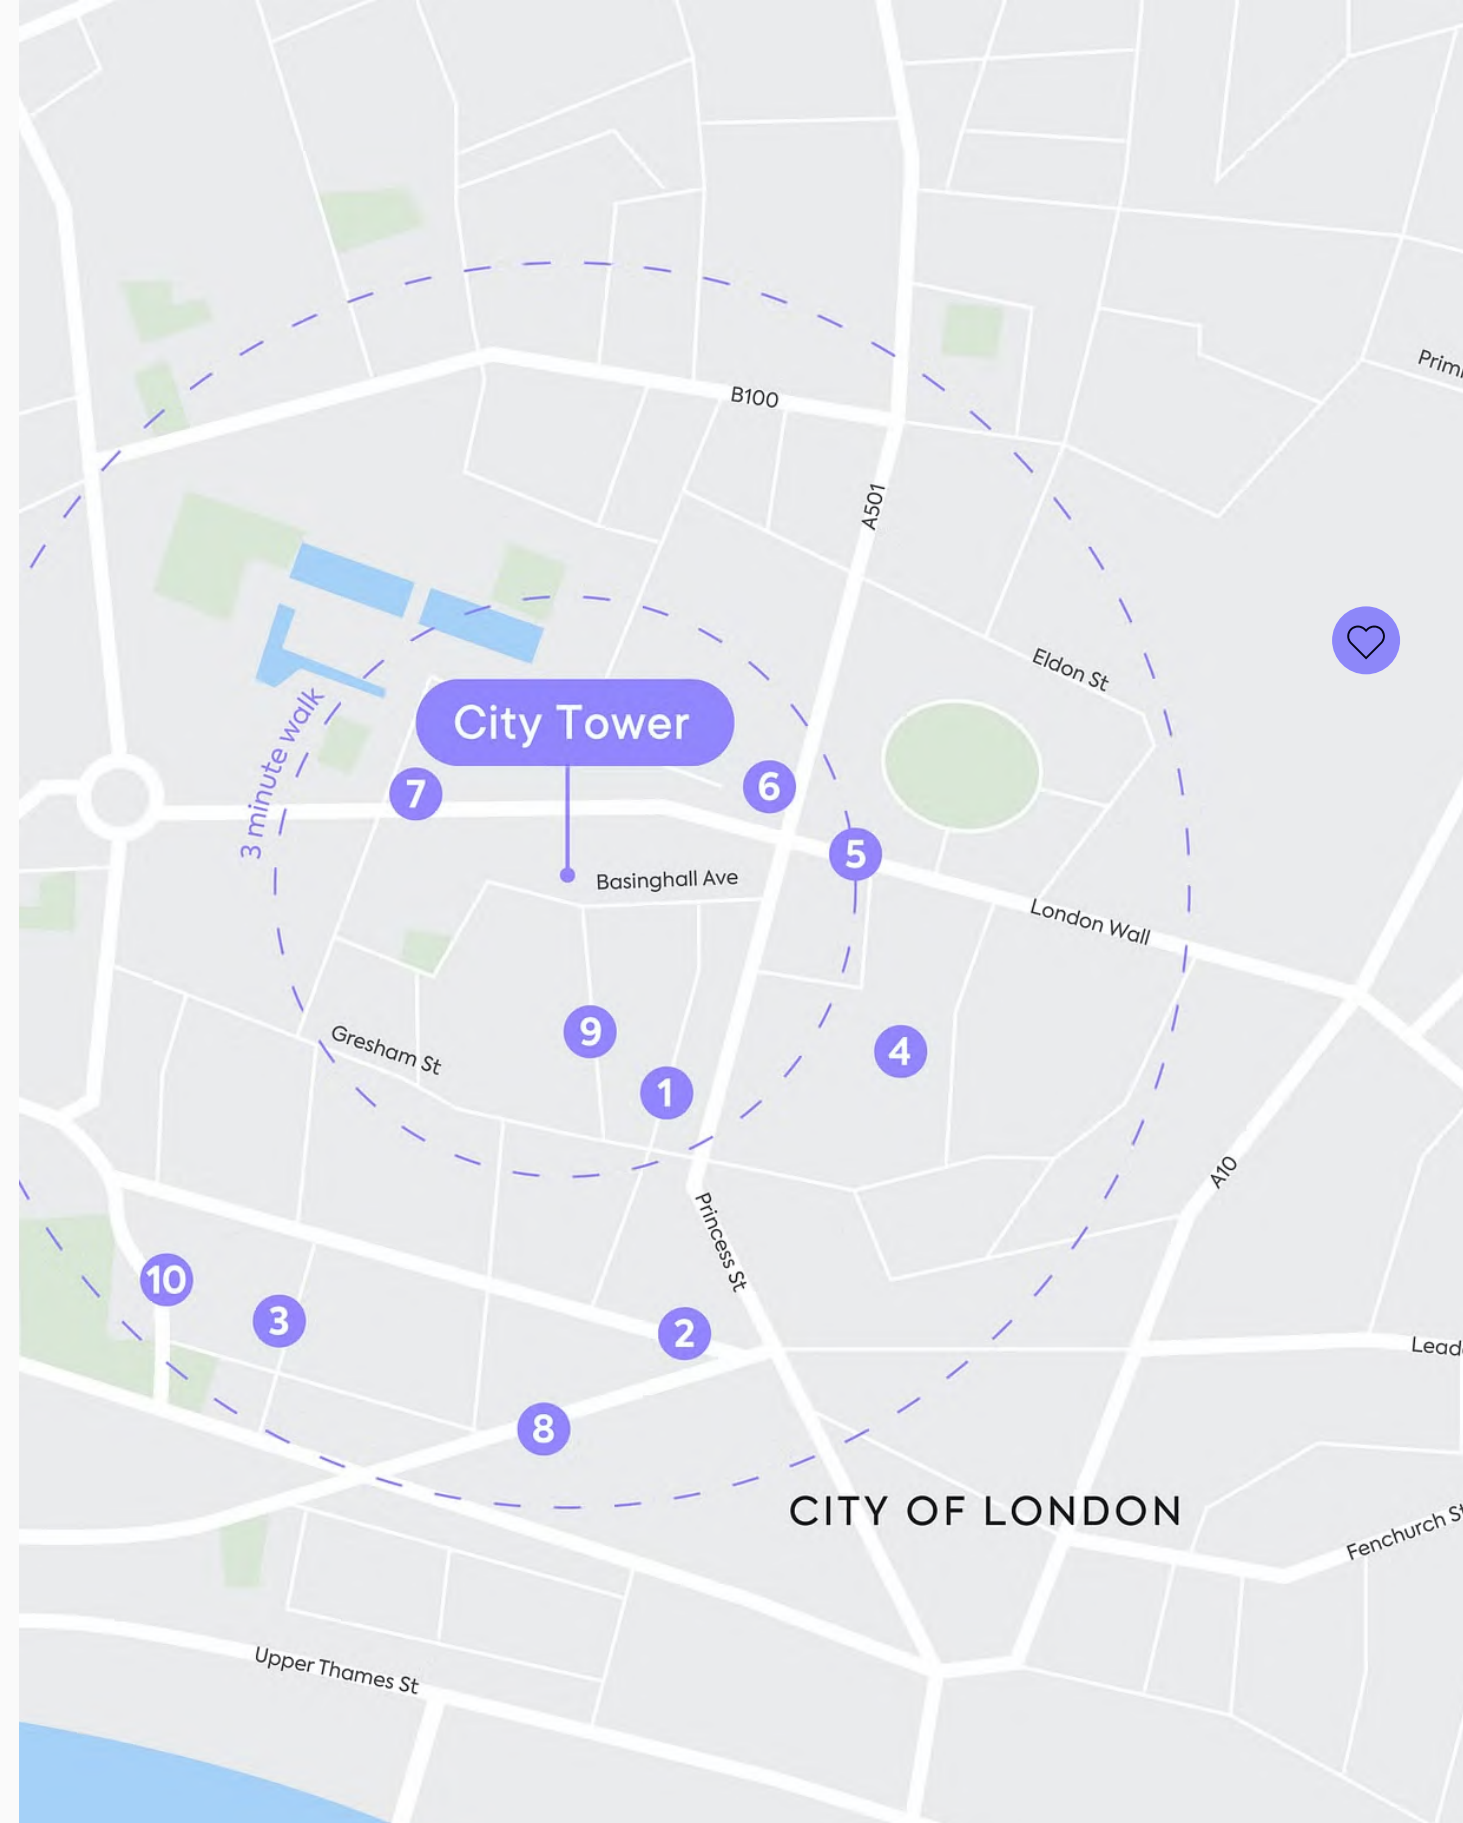 Prim
B100
A501
Eldon St
3 minute walk
City Tower
7
6
5
Basinghall Ave
London Wall
9
4
Gresham St
1
A10
Princess St
10
3
2
Lead
8
CITY OF LONDON
Fenchurch St
Upper Thames St